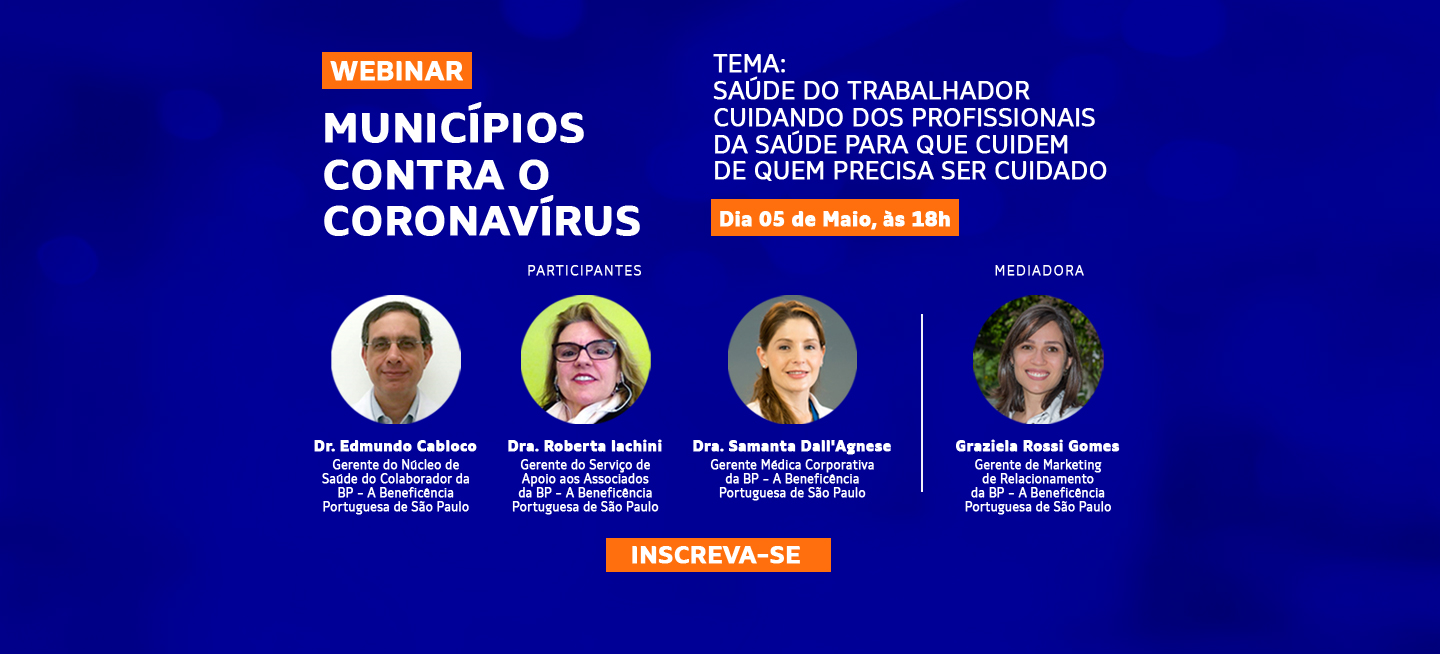 WEBINAR
MUNICÍPIOS
CONTRA O
CORONAVÍRUS
TEMA:
SAÚDE DO TRABALHADOR
CUIDANDO DOS PROFISSIONAIS
DA SAÚDE PARA QUE CUIDEM
DE QUEM PRECISA SER CUIDADO
Dia 05 de Maio, às 18h
PARTICIPANTES
Dr. Edmundo Cabloco
Gerente do Núcleo de
Saúde do Colaborador da
BP - A Beneficência
Portuguesa de São Paulo
Dra. Roberta Iachini
Gerente do Serviço de
Apoio aos Associados
da BP - A Beneficência
Portuguesa de São Paulo
Dra. Samanta Dall'Agnese
Gerente Médica Corporativa
da BP - A Beneficência
Portuguesa de São Paulo
MEDIADORA
Graziela Rossi Gomes
Gerente de Marketing
de Relacionamento
da BP - A Beneficência
Portuguesa de São Paulo
INSCREVA-SE